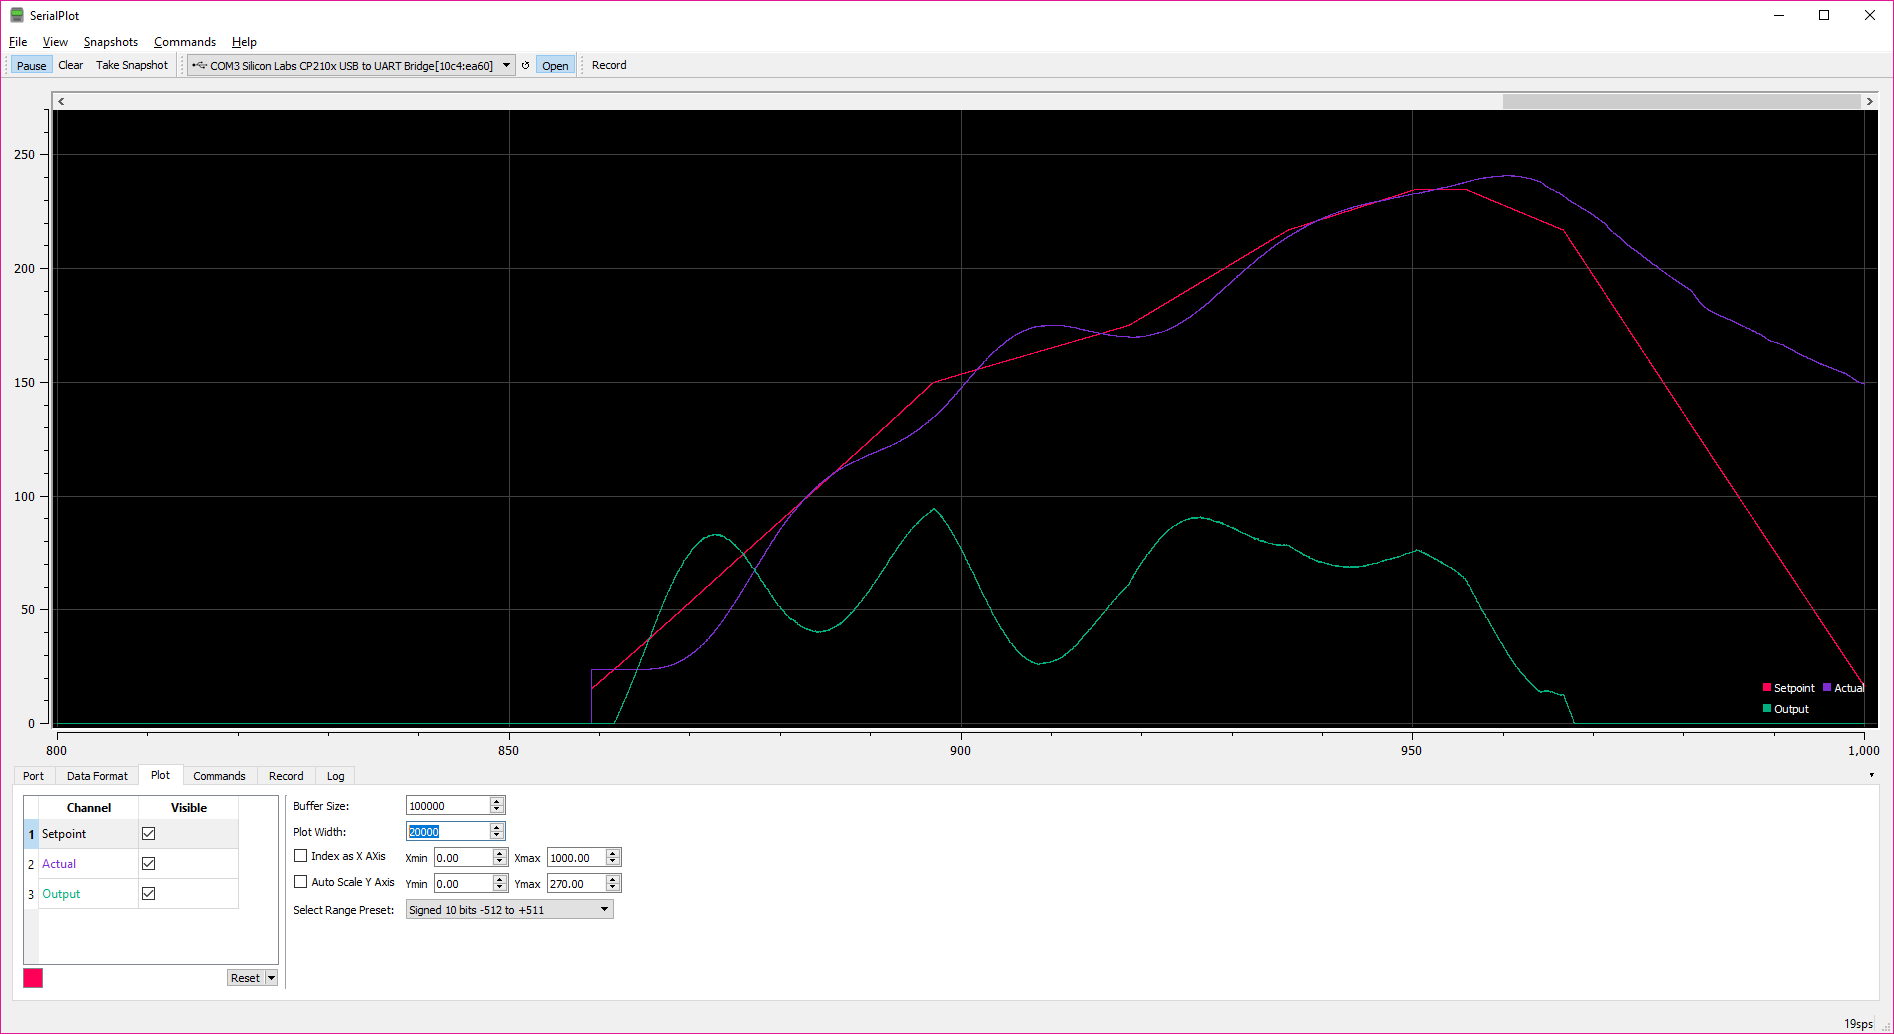 SerialPlot
File View Snapshots Commands Help
Pause Clear Take Snapshot COM3 Silicon Labs CP210x USB to UART Bridge[10c4:ea60] Open Record
250
200
150
100
50
0
Setpoint Actual
Output
800 850 900 950 1,000
Port Data Format Plot Commands Record Log
Channel Visible
1 Setpoint
2 Actual
3 Output
Reset
Buffer Size: 100000
Plot Width: 20000
Index as X AXis Xmin 0.00 Xmax 1000.00
Auto Scale Y Axis Ymin 0.00 Ymax 270.00
Select Range Preset: Signed 10 bits -512 to +511
19sps